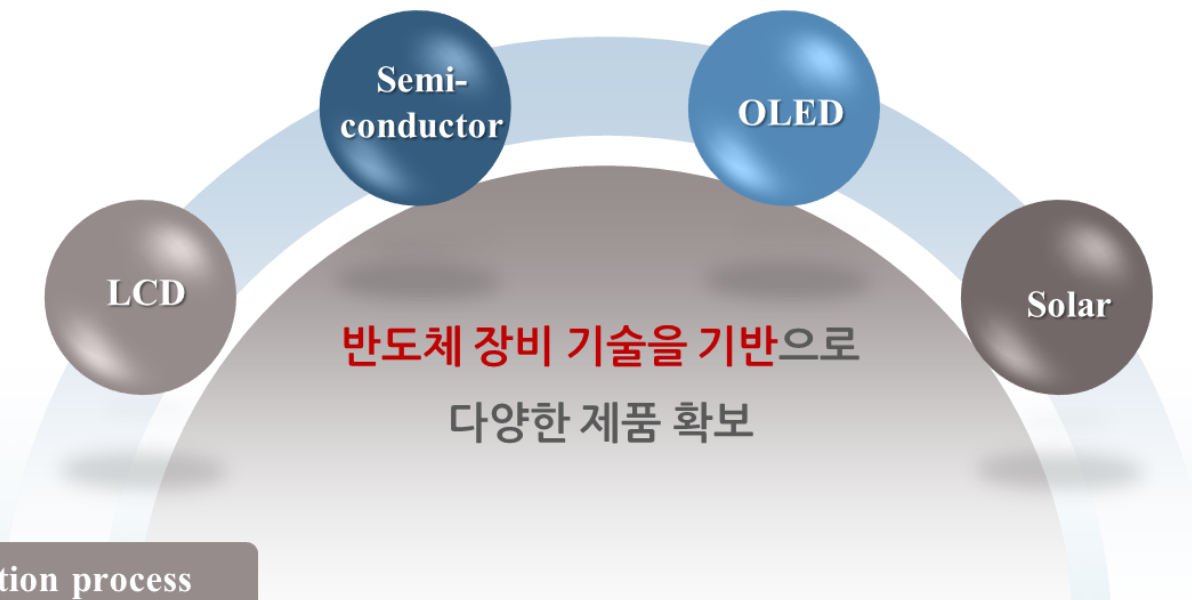 Semi-
conductor
OLED
LCD
Solar
반도체 장비 기술을 기반으로
다양한 제품 확보
process